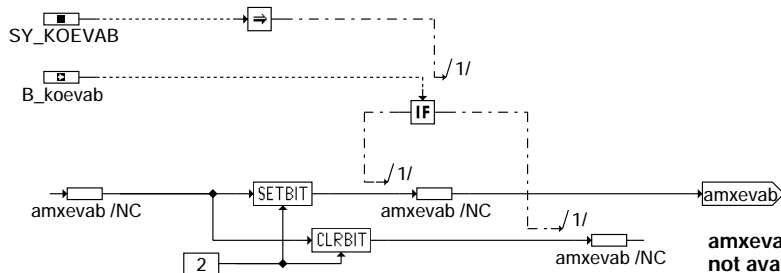 SY_KOEVAB
/1/
B_koevab
IF
/1/
SETBIT
amxevab /NC
amxevab /NC
amxevab
/1/
CLRBIT
amxevab /NC
2
amxeva
not ava